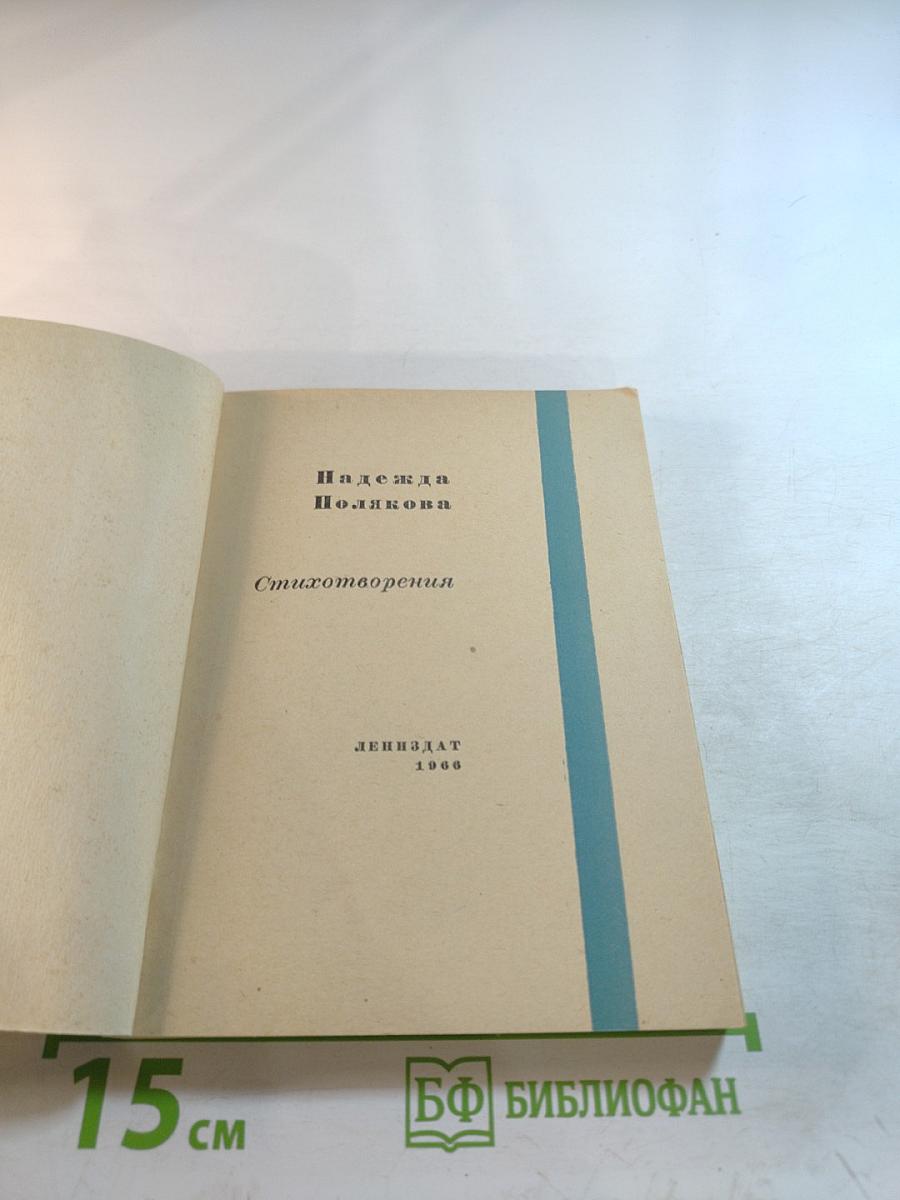 Надежда
Полякова
Стихотворения
ЛЕНИЗДАТ
1966
15 см
БФ БИБЛИОФАН